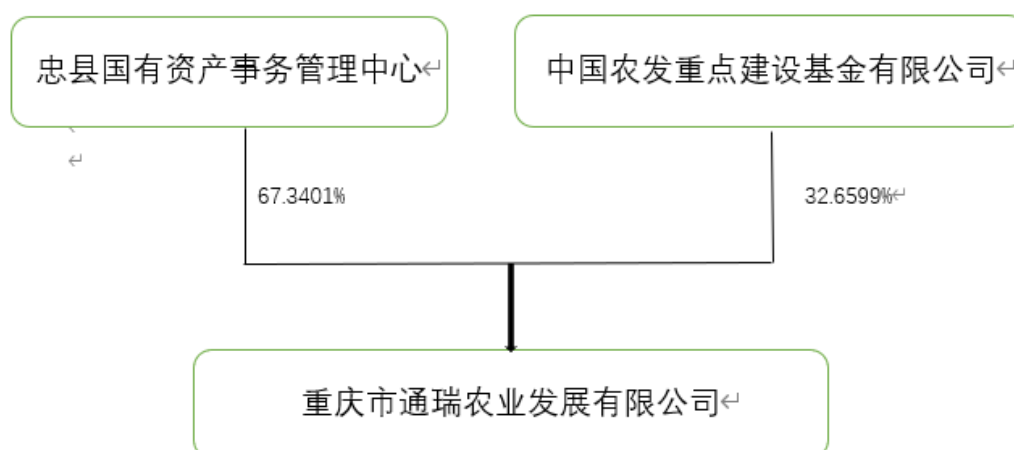 忠县国有资产事务管理中心
中国农发重点建设基金有限公司
67.3401%
32.6599%
重庆市通瑞农业发展有限公司